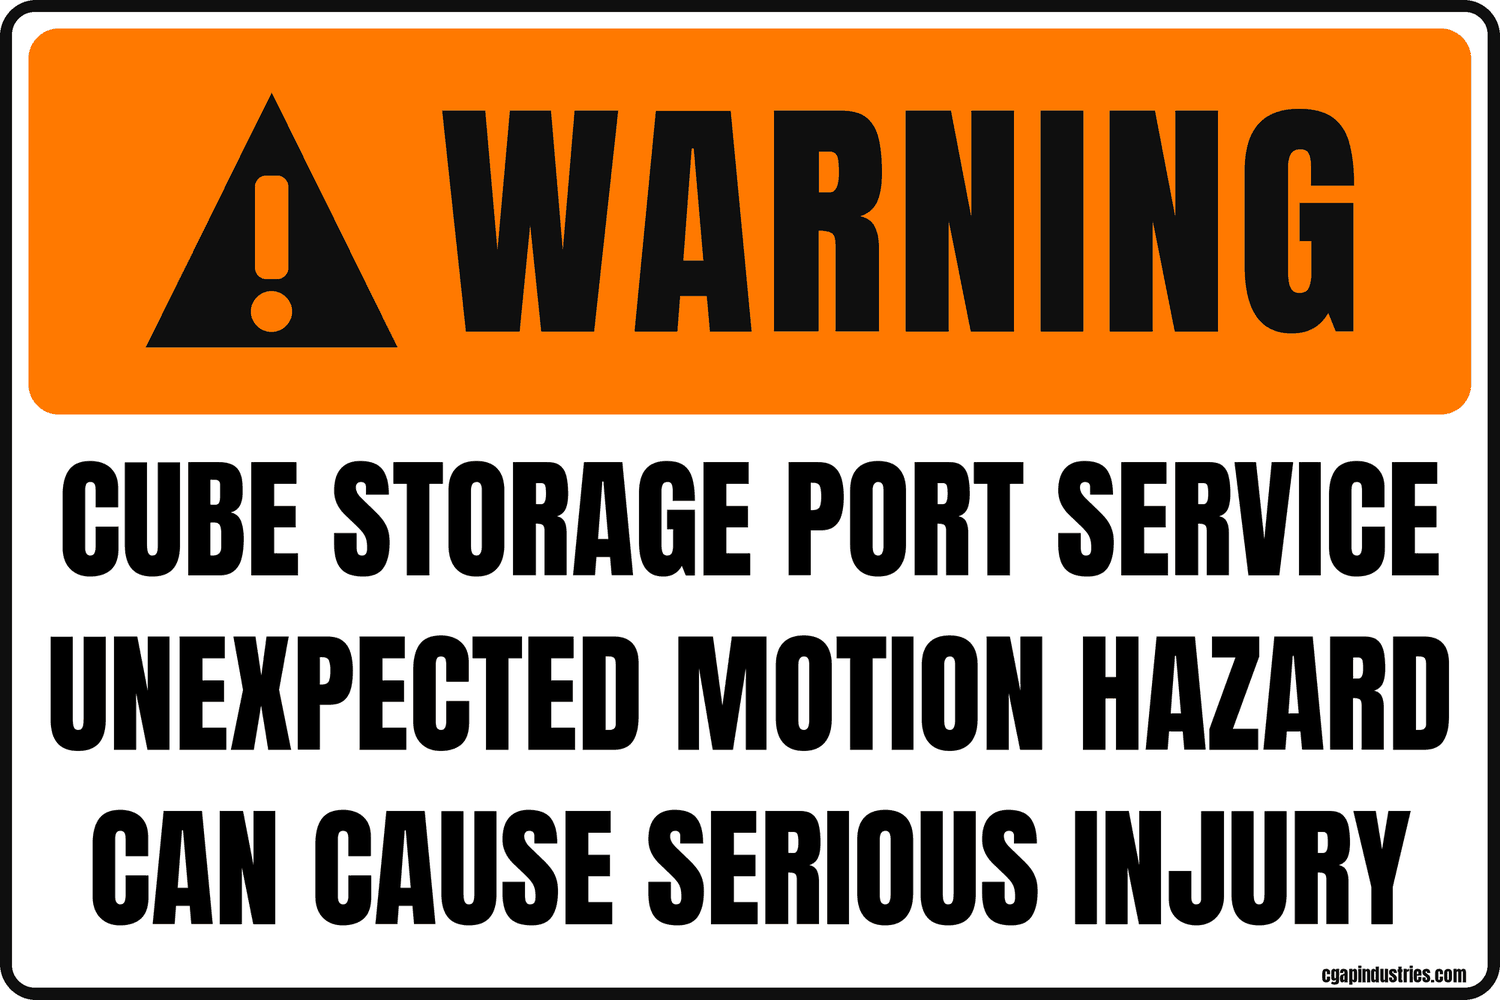 WARNING
CUBE STORAGE PORT SERVICE
UNEXPECTED MOTION HAZARD
CAN CAUSE SERIOUS INJURY
cgapindustries.com